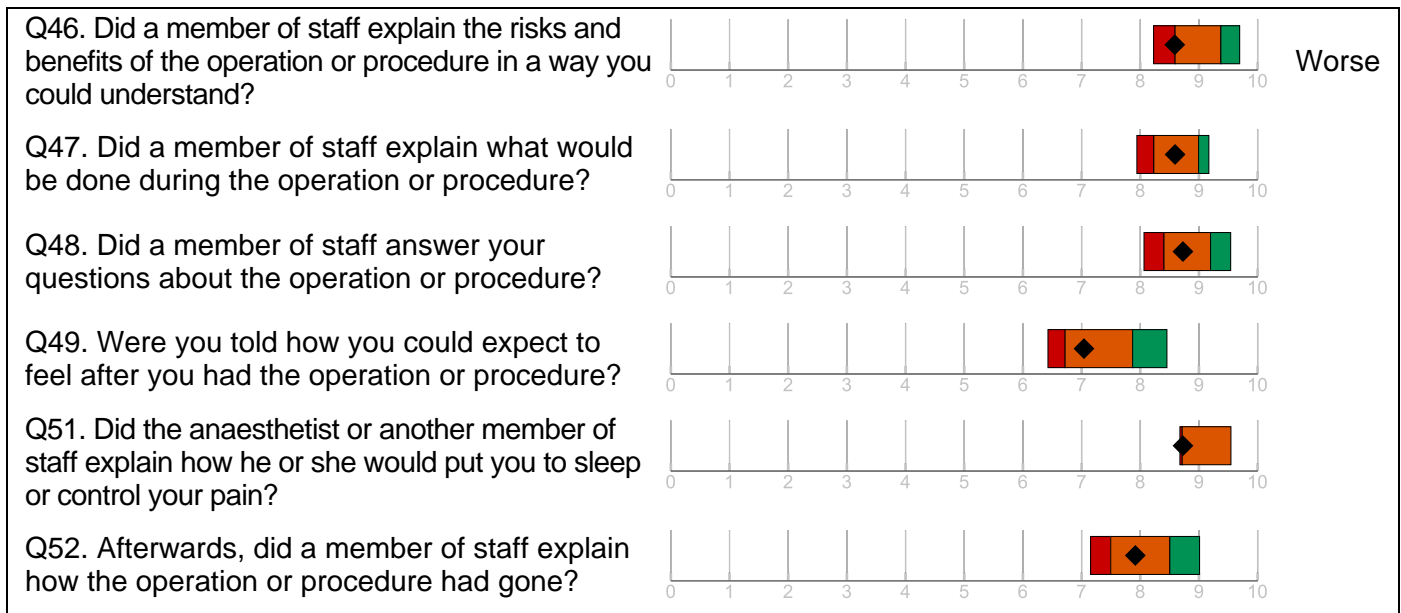 Q46. Did a member of staff explain the risks and
benefits of the operation or procedure in a way you
could understand?
0 1 2 3 4 5 6 7 8 9 10
Worse
Q47. Did a member of staff explain what would
be done during the operation or procedure?
0 1 2 3 4 5 6 7 8 9 10
Q48. Did a member of staff answer your
questions about the operation or procedure?
0 1 2 3 4 5 6 7 8 9 10
Q49. Were you told how you could expect to
feel after you had the operation or procedure?
0 1 2 3 4 5 6 7 8 9 10
Q51. Did the anaesthetist or another member of
staff explain how he or she would put you to sleep
or control your pain?
0 1 2 3 4 5 6 7 8 9 10
Q52. Afterwards, did a member of staff explain
how the operation or procedure had gone?
0 1 2 3 4 5 6 7 8 9 10